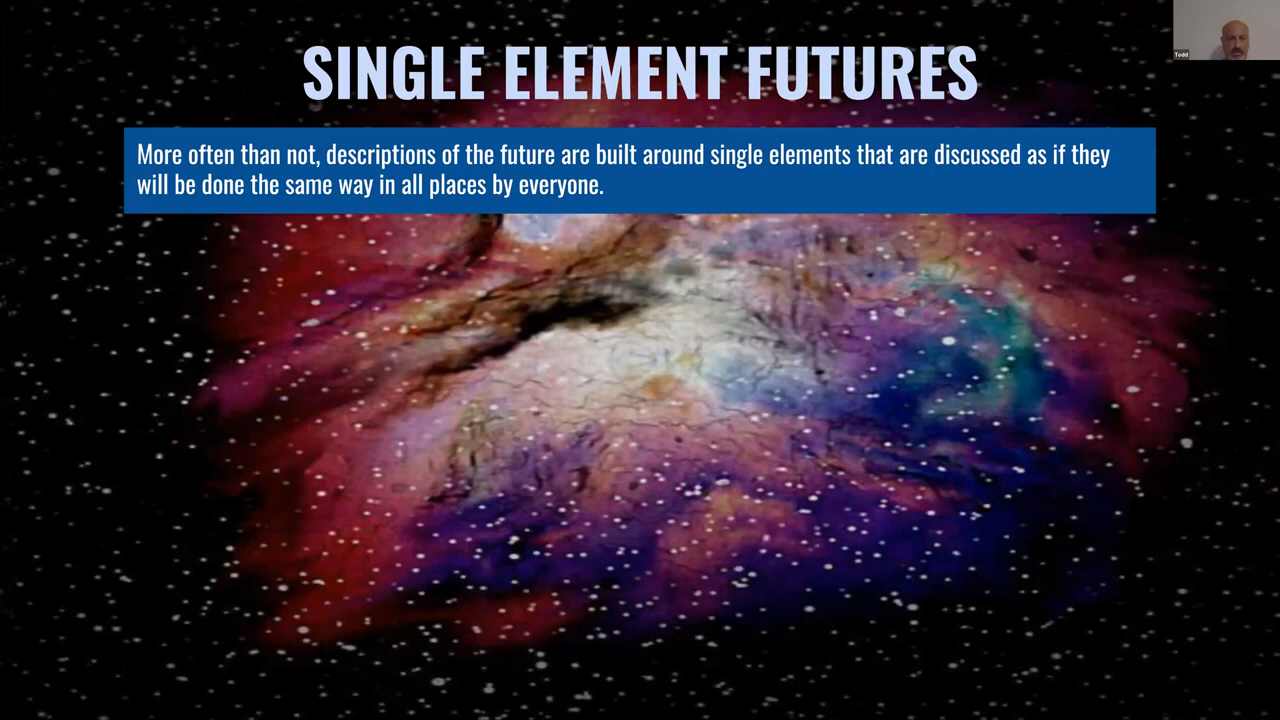 SINGLE ELEMENT FUTURES
More often than not, descriptions of the future are built around single elements that are discussed as if they
will be done the same way in all places by everyone.
Todd